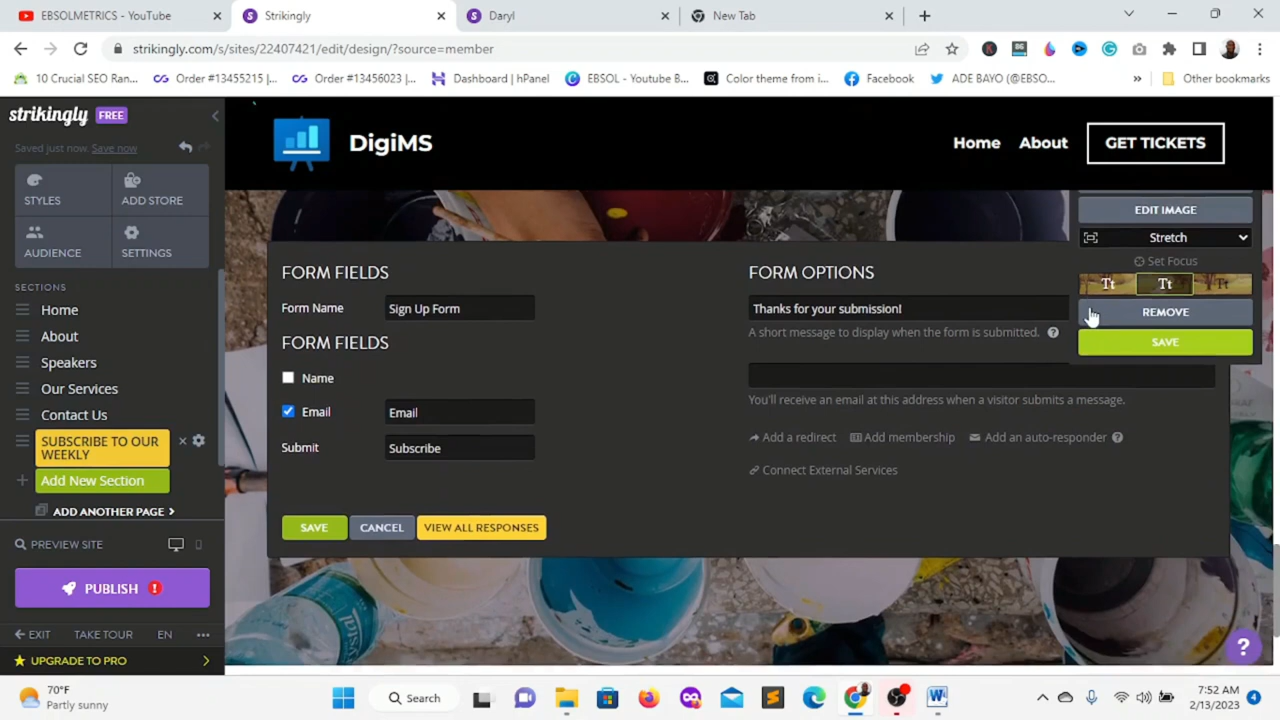 EBSOLMETRICS - YouTube
Strikingly
Daryl
New Tab
strikingly.com/s/sites/22407421/edit/design/?source=member
10 Crucial SEO Ran...
Order #13455215 |...
Order #13456023 |...
Dashboard | hPanel
EBSOL - Youtube B...
Color theme from i...
Facebook
ADE BAYO (@EBSO...
Other bookmarks
strikingly FREE
Saved just now. Save now
STYLES
ADD STORE
AUDIENCE
SETTINGS
SECTIONS
Home
About
Speakers
Our Services
Contact Us
SUBSCRIBE TO OUR
WEEKLY
Add New Section
ADD ANOTHER PAGE
PREVIEW SITE
PUBLISH
EXIT
TAKE TOUR
EN
UPGRADE TO PRO
DigiMS
Home
About
GET TICKETS
EDIT IMAGE
Stretch
Set Focus
Tt
Tt
Tt
REMOVE
SAVE
FORM FIELDS
Form Name
Sign Up Form
FORM FIELDS
Name
Email
Email
Submit
Subscribe
SAVE
CANCEL
VIEW ALL RESPONSES
FORM OPTIONS
Thanks for your submission!
A short message to display when the form is submitted.
You'll receive an email at this address when a visitor submits a message.
Add a redirect
Add membership
Add an auto-responder
Connect External Services
70°F
Partly sunny
Search
7:52 AM
2/13/2023
4